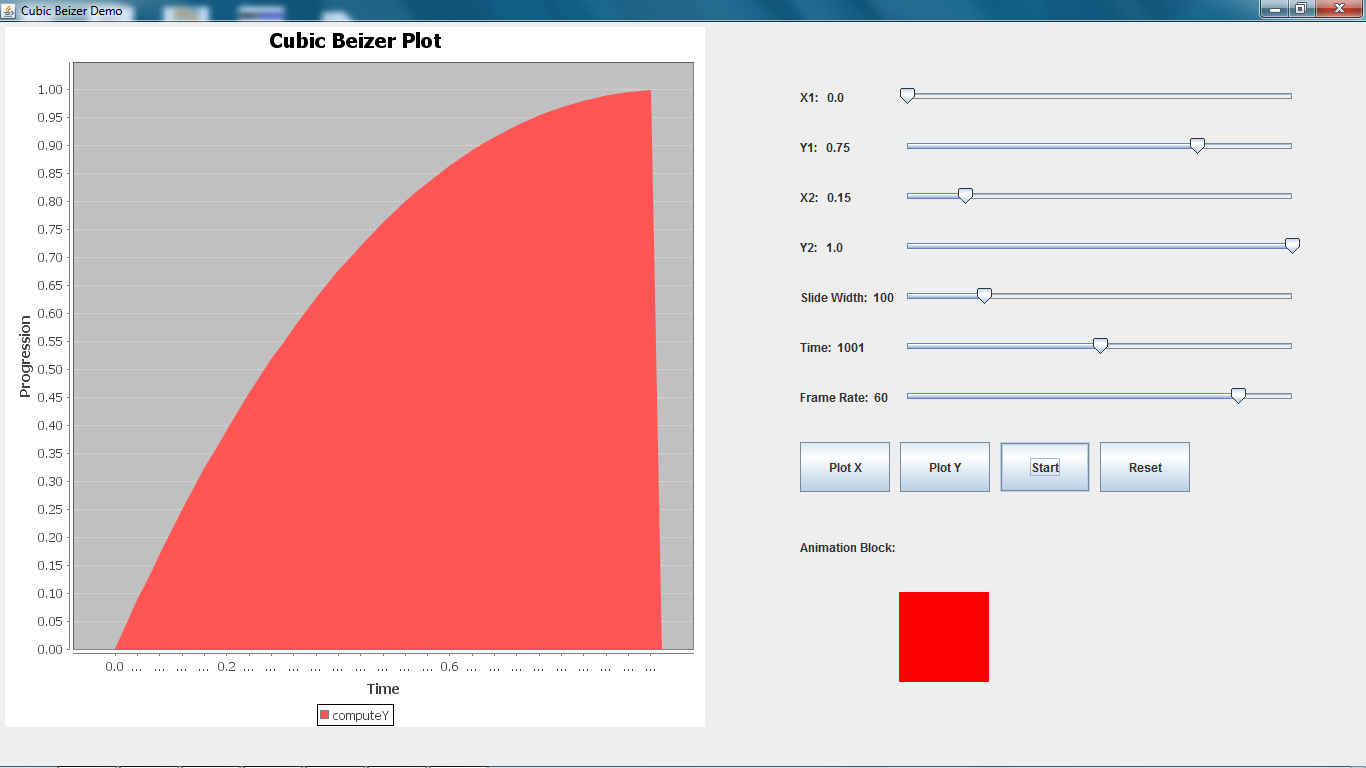 Cubic Beizer Demo
Cubic Beizer Plot
1.00
0.95
0.90
0.85
0.80
0.75
0.70
0.65
0.60
0.55
0.50
0.45
0.40
0.35
0.30
0.25
0.20
0.15
0.10
0.05
0.00
Progression
0.0 ... ... ... ... 0.2 ... ... ... ... ... ... ... ... ... 0.6 ... ... ... ... ... ... ... ... ...
Time
computeY
X1: 0.0
Y1: 0.75
X2: 0.15
Y2: 1.0
Slide Width: 100
Time: 1001
Frame Rate: 60
Plot X Plot Y Start Reset
Animation Block: